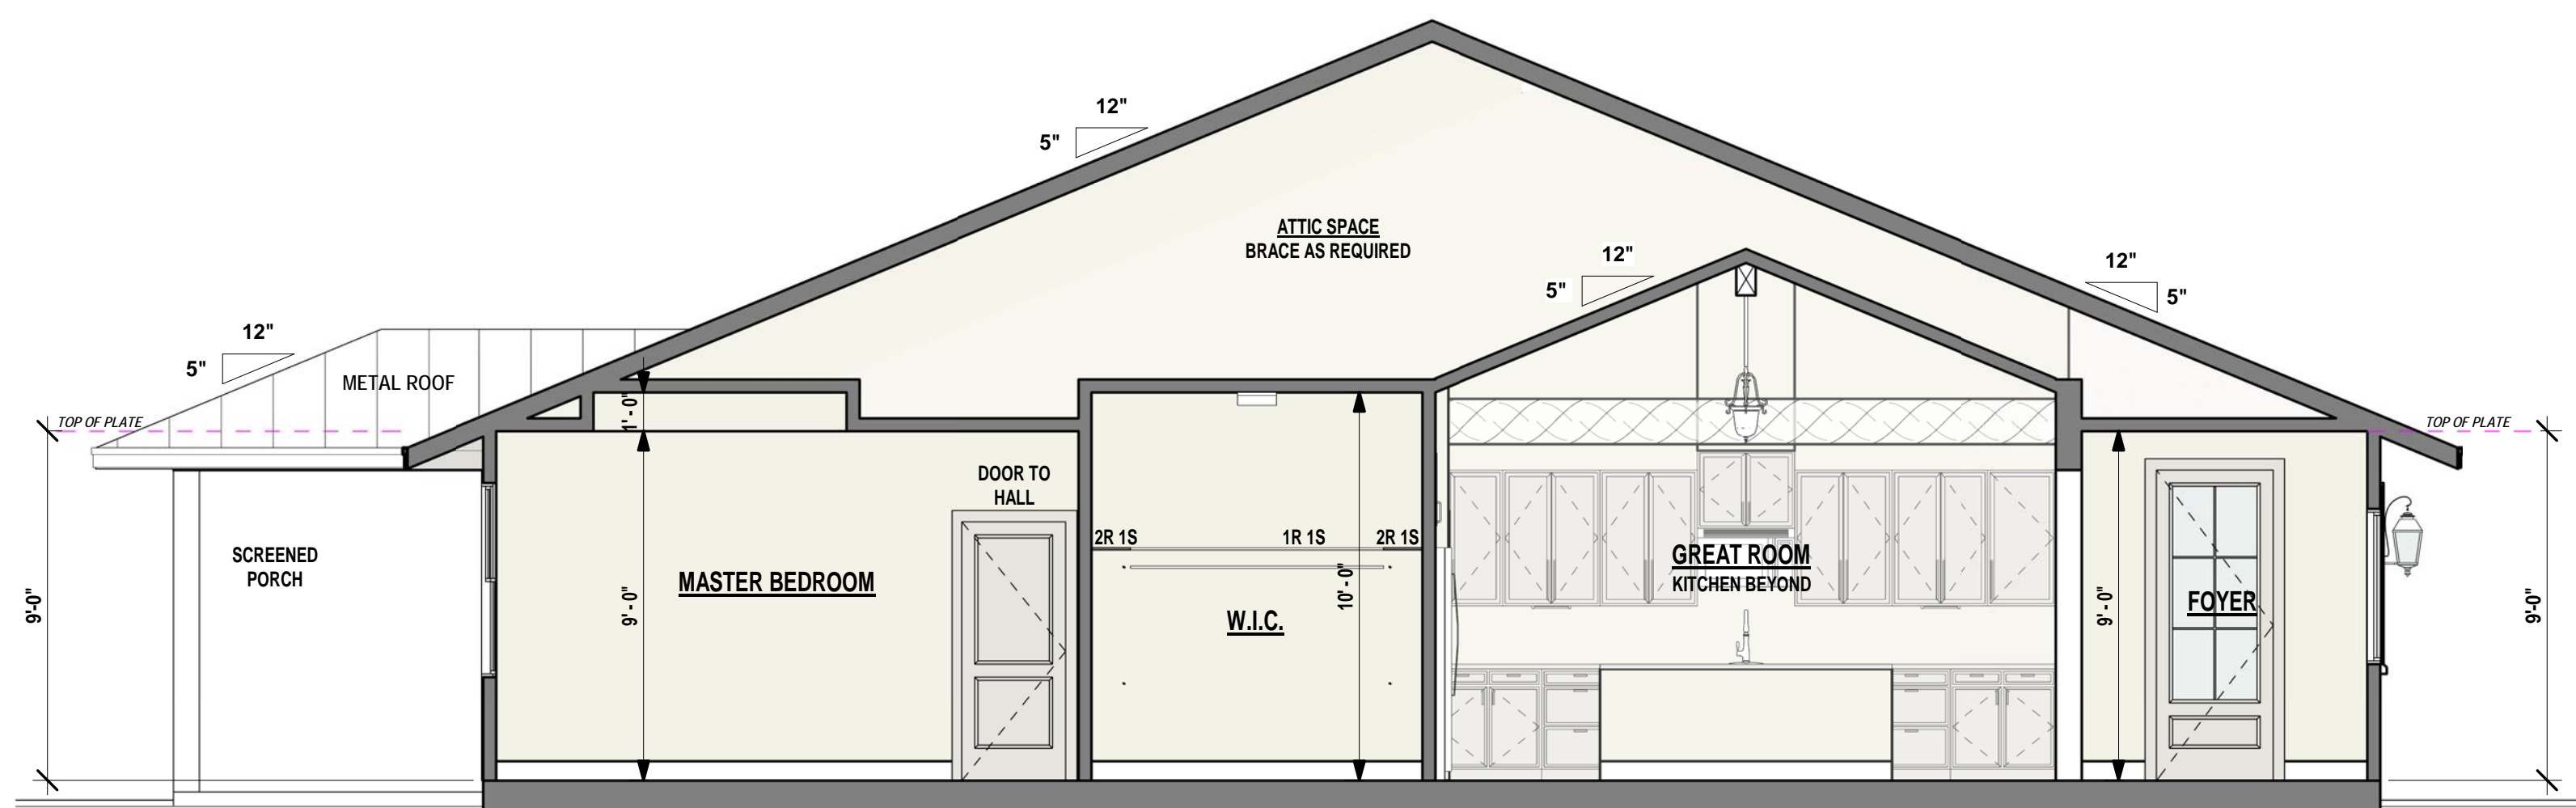 12"
5"
ATTIC SPACE
BRACE AS REQUIRED
12"
5"
12"
5"
12"
5"
METAL ROOF
TOP OF PLATE
1' - 0"
TOP OF PLATE
DOOR TO
HALL
SCREENED
PORCH
2R 1S
1R 1S
2R 1S
GREAT ROOM
KITCHEN BEYOND
MASTER BEDROOM
W.I.C.
FOYER
9'-0"
9' - 0"
10' - 0"
9' - 0"
9'-0"